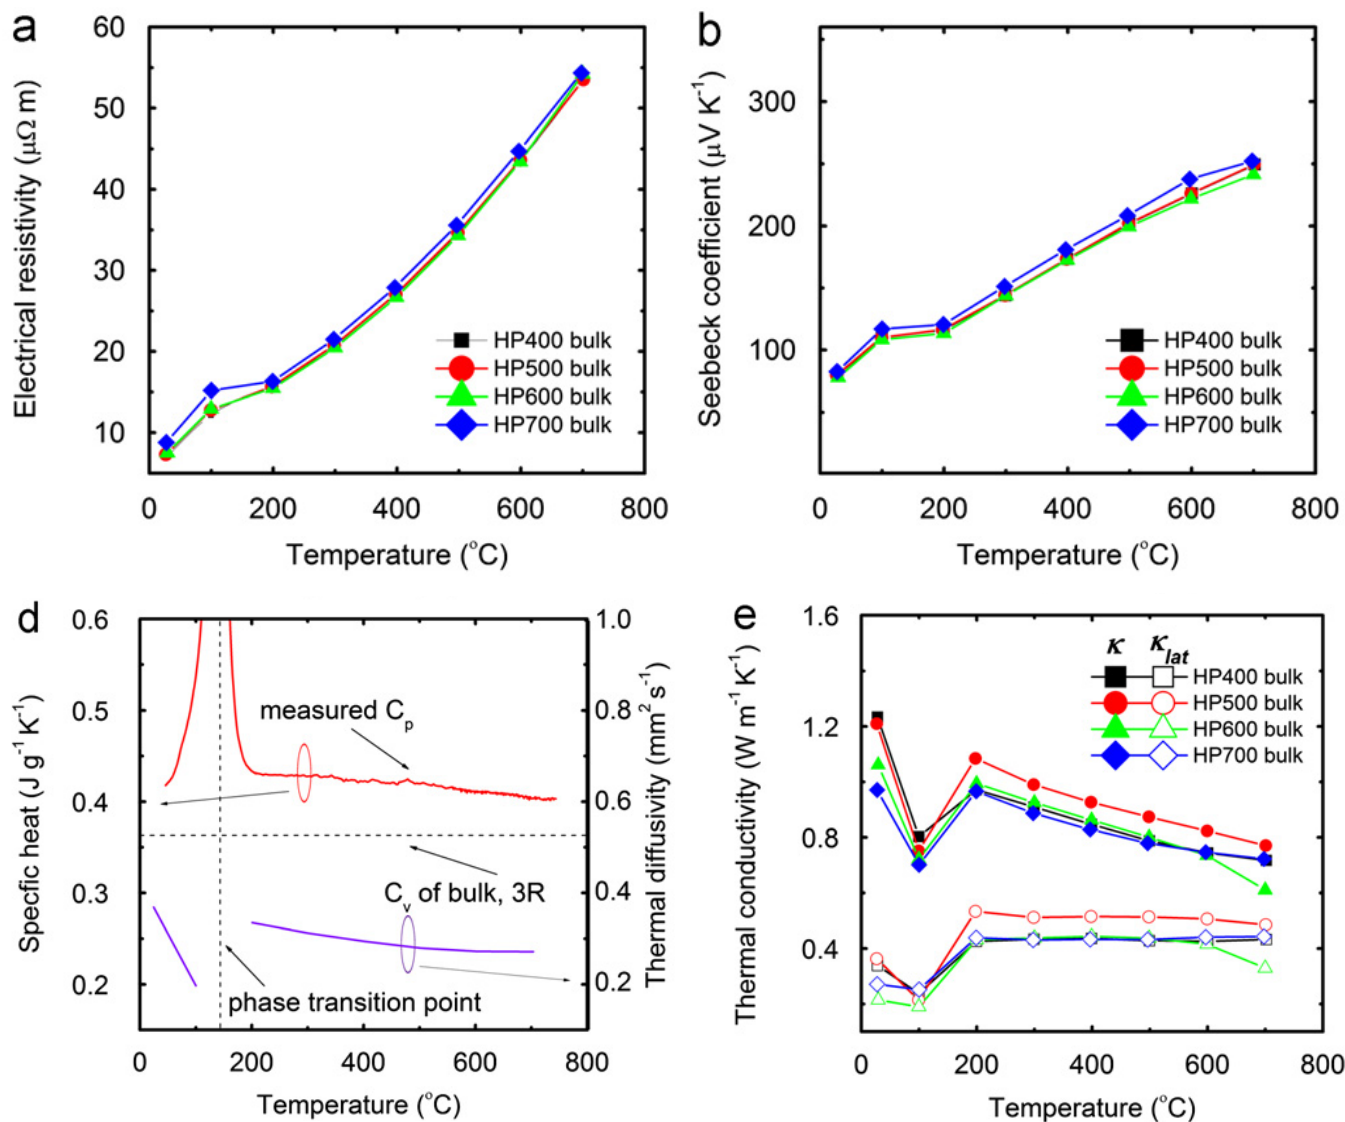 a
60
50
40
30
20
10
0
200
400
600
800
Electrical resistivity (μΩ m)
Temperature (°C)
HP400 bulk
HP500 bulk
HP600 bulk
HP700 bulk
b
300
200
100
0
200
400
600
800
Seebeck coefficient (μV K⁻¹)
Temperature (°C)
HP400 bulk
HP500 bulk
HP600 bulk
HP700 bulk
d
0.6
0.5
0.4
0.3
0.2
0
200
400
600
800
1.0
0.8
0.6
0.4
0.2
Specfic heat (J g⁻¹ K⁻¹)
Thermal diffusivity (mm² s⁻¹)
Temperature (°C)
measured Cp
Cv of bulk, 3R
phase transition point
e
1.6
1.2
0.8
0.4
0
200
400
600
800
Thermal conductivity (W m⁻¹ K⁻¹)
Temperature (°C)
κ κlat
HP400 bulk
HP500 bulk
HP600 bulk
HP700 bulk